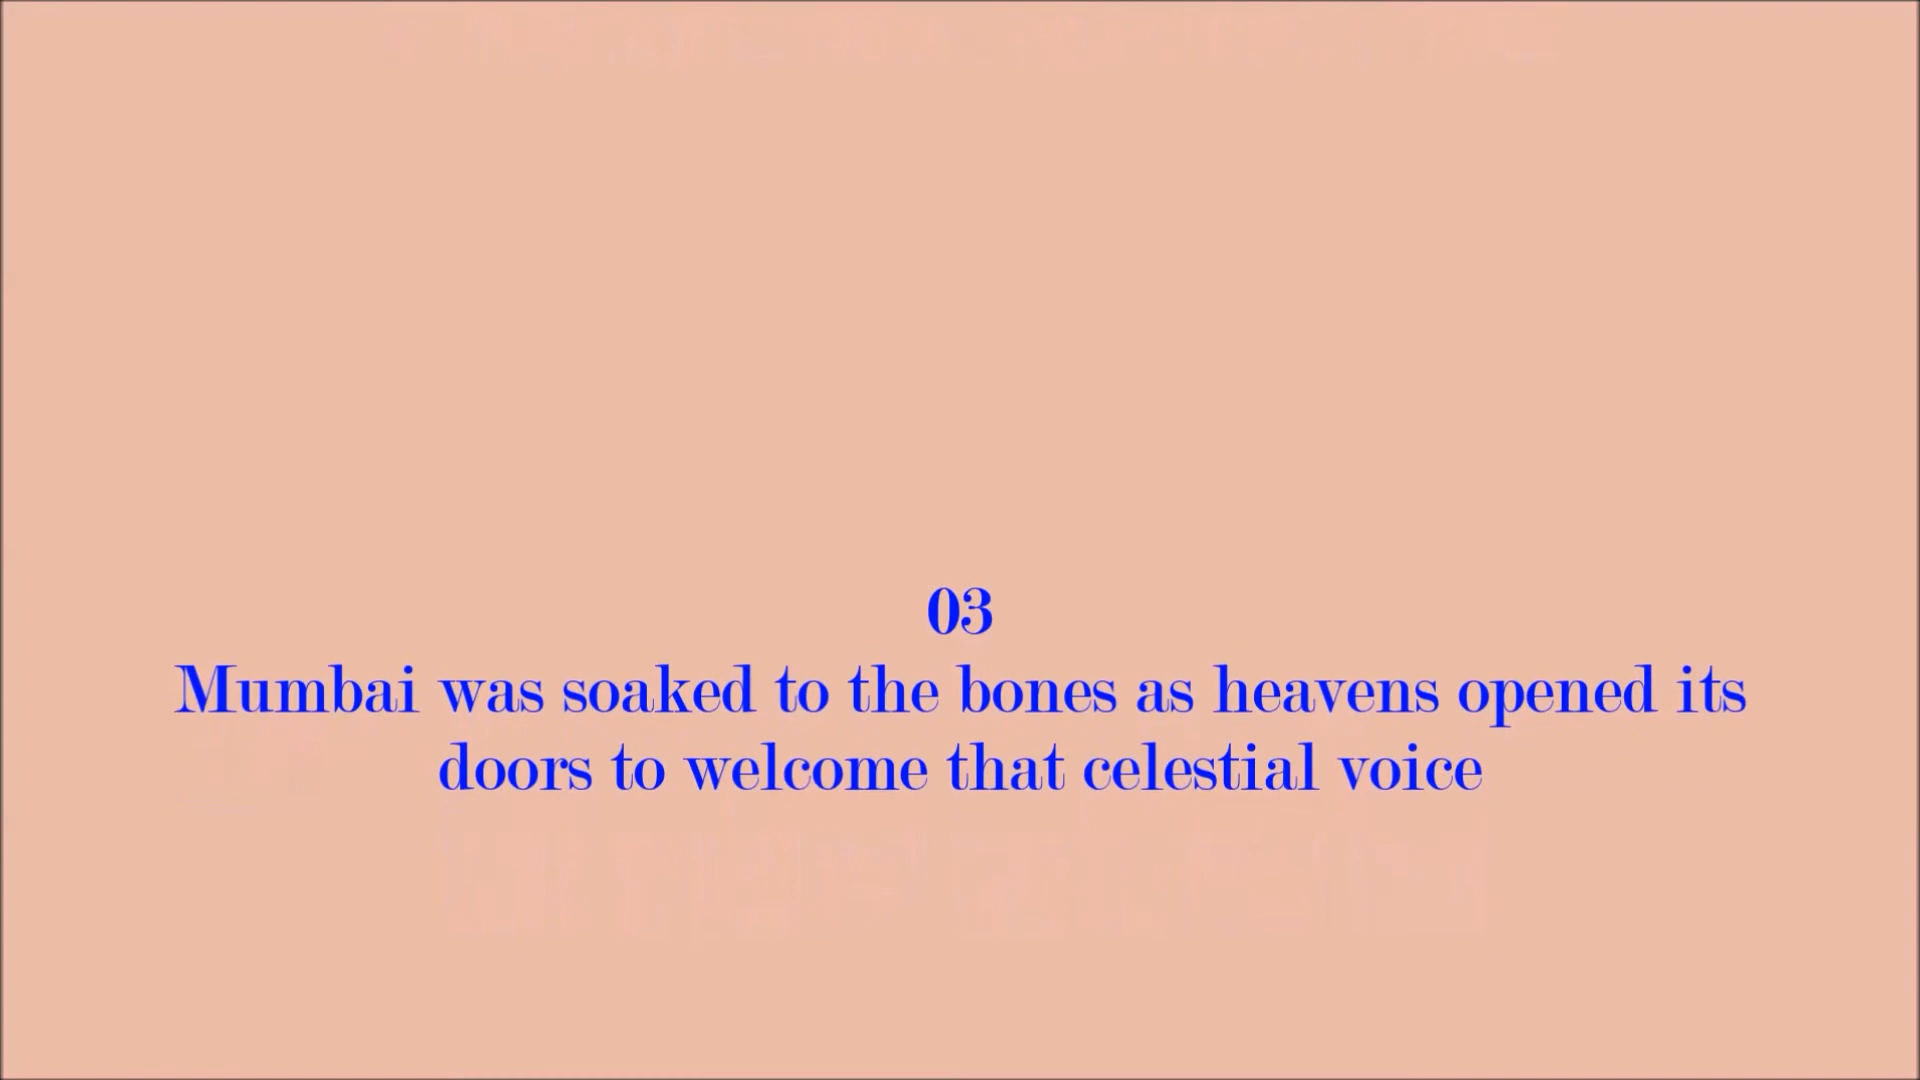 03
Mumbai was soaked to the bones as heavens opened its
doors to welcome that celestial voice